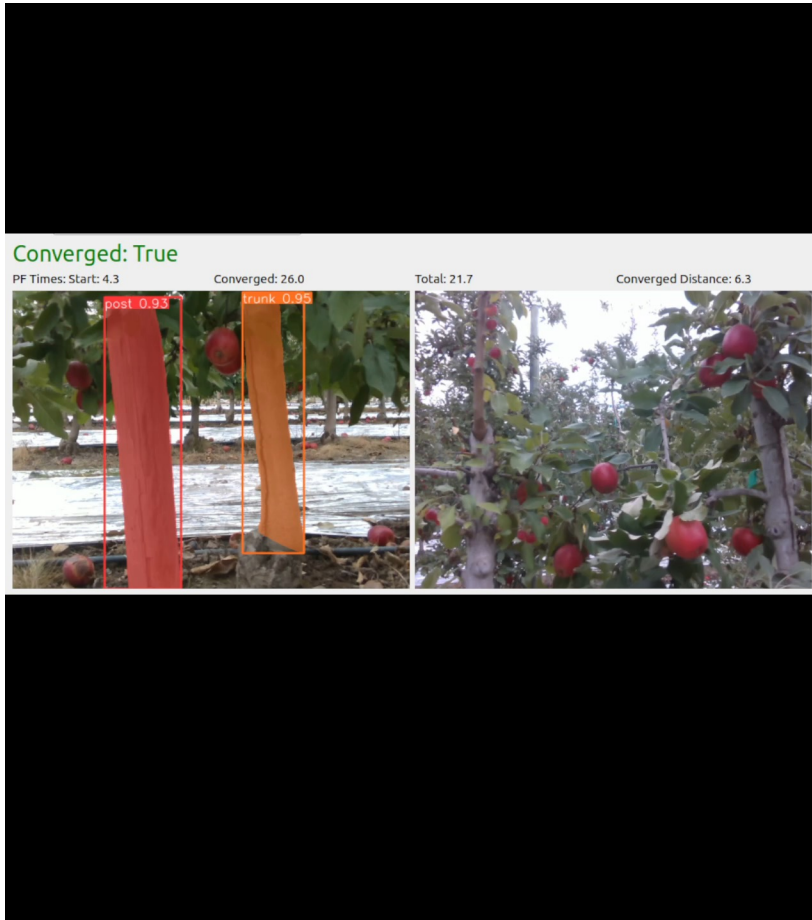 Converged: True
PF Times: Start: 4.3 Converged: 26.0 Total: 21.7 Converged Distance: 6.3
post 0.93 trunk 0.95